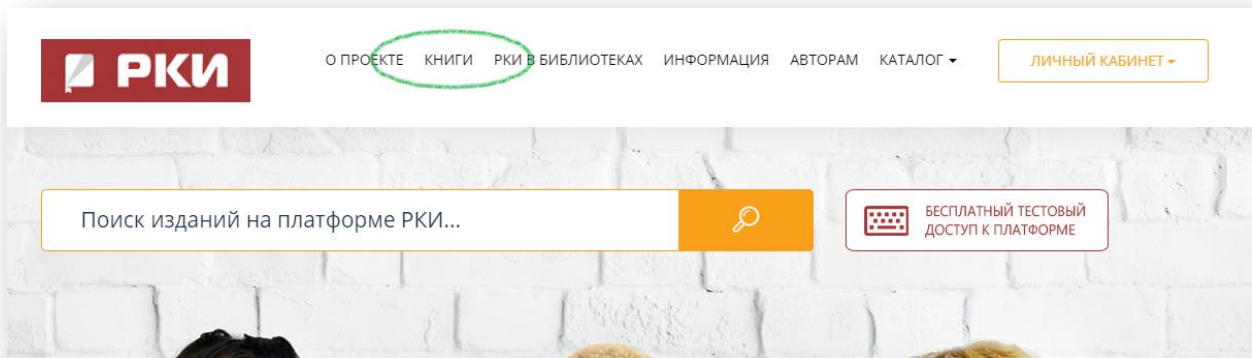 РКИ
О ПРОЕКТЕ КНИГИ РКИ В БИБЛИОТЕКАХ ИНФОРМАЦИЯ АВТОРАМ КАТАЛОГ
ЛИЧНЫЙ КАБИНЕТ
Поиск изданий на платформе РКИ...
БЕСПЛАТНЫЙ ТЕСТОВЫЙ
ДОСТУП К ПЛАТФОРМЕ